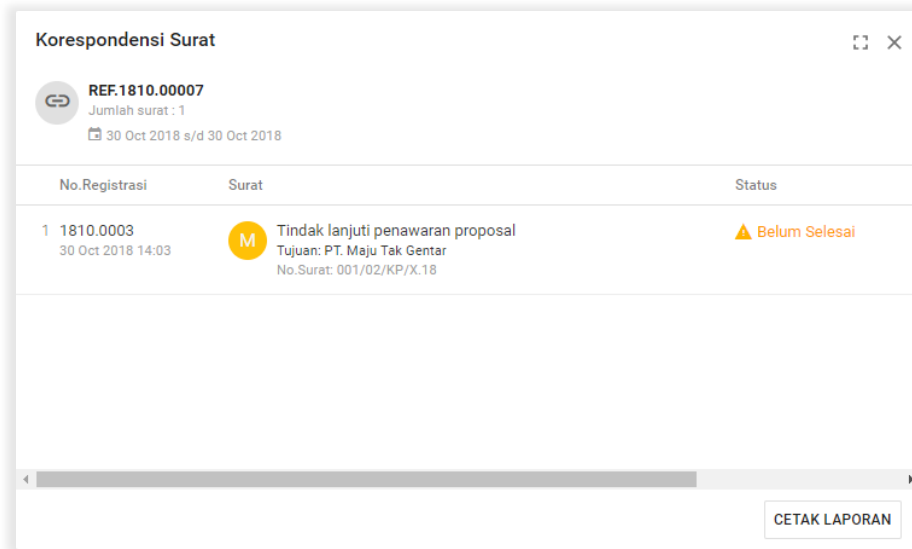 Korespondensi Surat
REF.1810.00007
Jumlah surat : 1
30 Oct 2018 s/d 30 Oct 2018
No.Registrasi Surat Status
1 1810.0003 M Tindak lanjuti penawaran proposal Belum Selesai
30 Oct 2018 14:03 Tujuan: PT. Maju Tak Gentar
No.Surat: 001/02/KP/X.18
CETAK LAPORAN